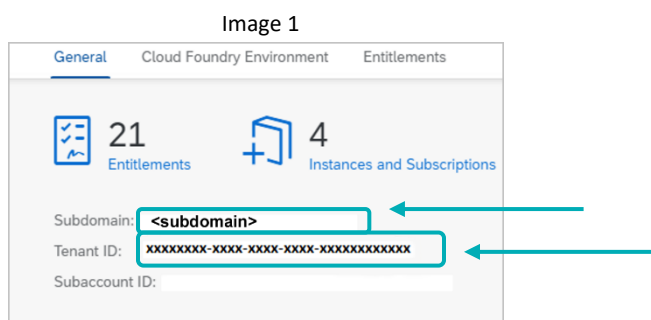 Image 1
General Cloud Foundry Environment Entitlements
21 4
Entitlements Instances and Subscriptions
Subdomain: <subdomain>
Tenant ID: xxxxxxxx-xxxx-xxxx-xxxx-xxxxxxxxxxxx
Subaccount ID: